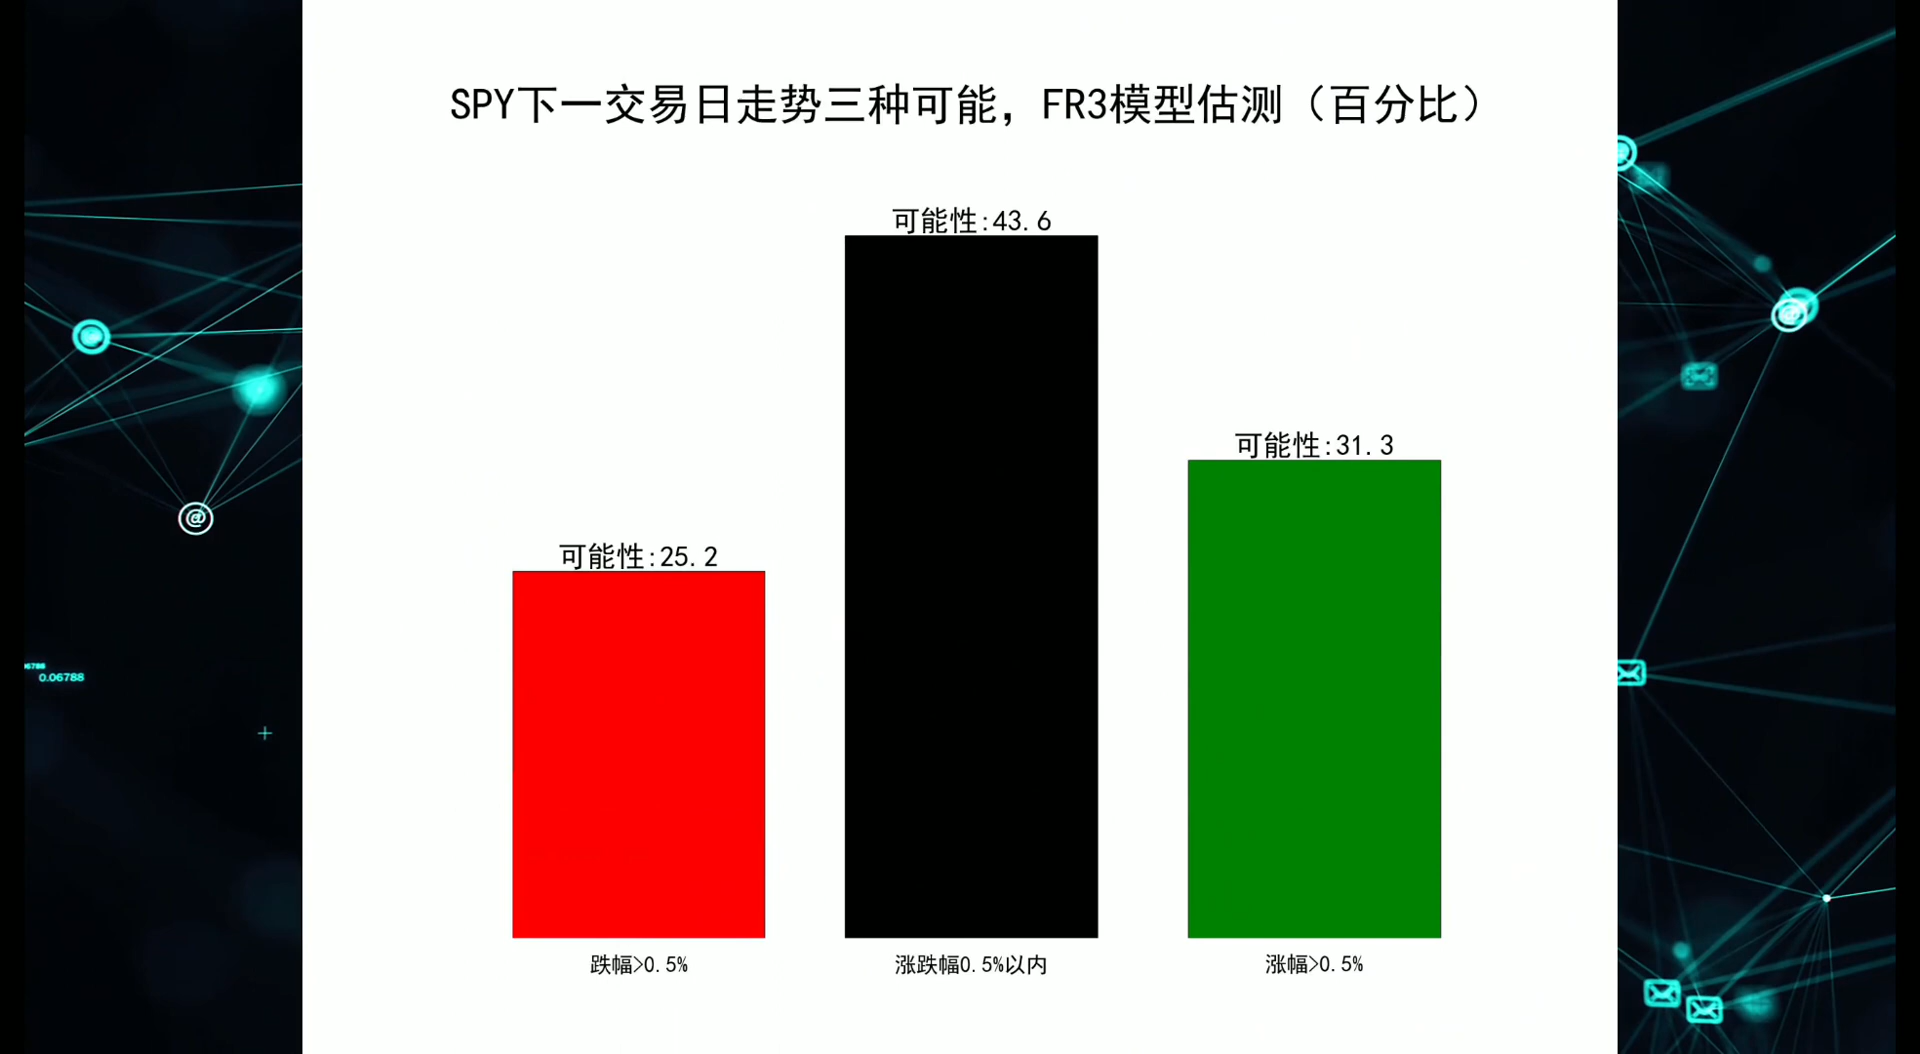 SPY下一交易日走势三种可能，FR3模型估测（百分比）
可能性:43.6
可能性:31.3
可能性:25.2
跌幅>0.5%
涨跌幅0.5%以内
涨幅>0.5%
@
@
0.06788